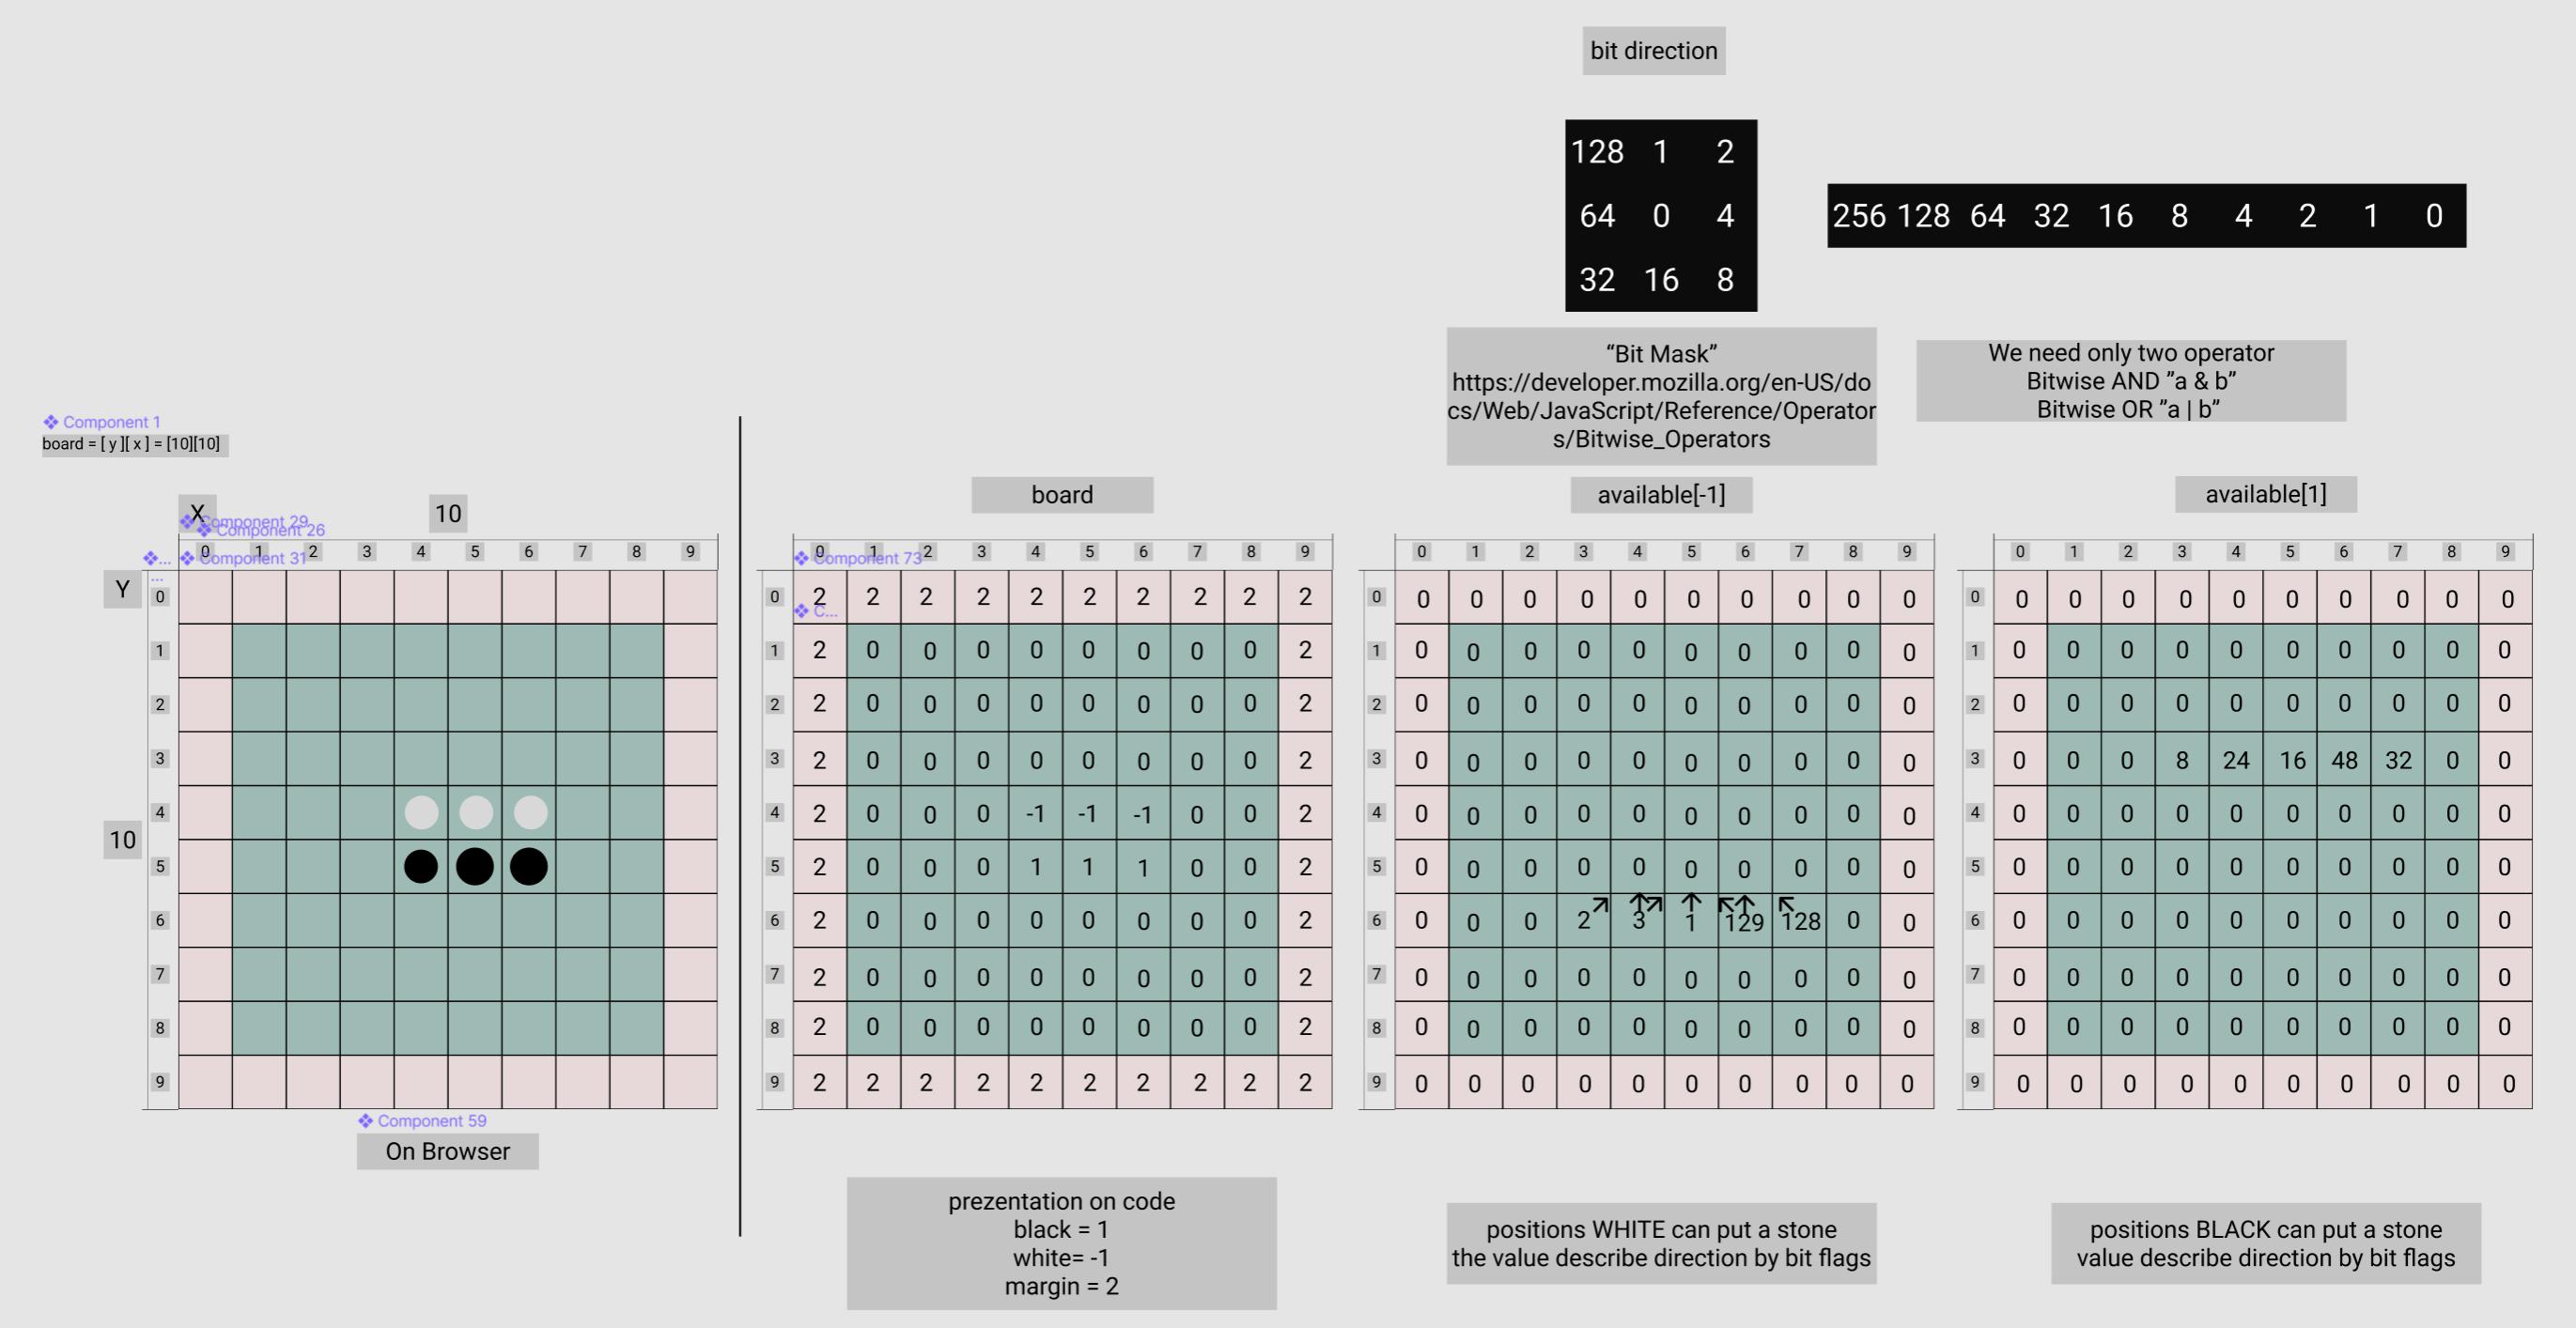 bit direction
128 1 2
64 0 4
32 16 8
256 128 64 32 16 8 4 2 1 0
“Bit Mask”
https://developer.mozilla.org/en-US/do
cs/Web/JavaScript/Reference/Operator
s/Bitwise_Operators
We need only two operator
Bitwise AND ”a & b”
Bitwise OR ”a | b”
Component 1
board = [ y ][ x ] = [10][10]
X
10
Component 29
Component 26
...
Component 31
0 1 2 3 4 5 6 7 8 9
...
Y
10
0
1
2
3
4
5
6
7
8
9
Component 59
On Browser
board
0 1 2 3 4 5 6 7 8 9
Component 73
C...
0 2 2 2 2 2 2 2 2 2 2
1 2 0 0 0 0 0 0 0 0 2
2 2 0 0 0 0 0 0 0 0 2
3 2 0 0 0 0 0 0 0 0 2
4 2 0 0 0 -1 -1 -1 0 0 2
5 2 0 0 0 1 1 1 0 0 2
6 2 0 0 0 0 0 0 0 0 2
7 2 0 0 0 0 0 0 0 0 2
8 2 0 0 0 0 0 0 0 0 2
9 2 2 2 2 2 2 2 2 2 2
prezentation on code
black = 1
white= -1
margin = 2
available[-1]
0 1 2 3 4 5 6 7 8 9
0 0 0 0 0 0 0 0 0 0 0
1 0 0 0 0 0 0 0 0 0 0
2 0 0 0 0 0 0 0 0 0 0
3 0 0 0 0 0 0 0 0 0 0
4 0 0 0 0 0 0 0 0 0 0
5 0 0 0 0 0 0 0 0 0 0
6 0 0 0 2 3 1 129 128 0 0
7 0 0 0 0 0 0 0 0 0 0
8 0 0 0 0 0 0 0 0 0 0
9 0 0 0 0 0 0 0 0 0 0
positions WHITE can put a stone
the value describe direction by bit flags
available[1]
0 1 2 3 4 5 6 7 8 9
0 0 0 0 0 0 0 0 0 0 0
1 0 0 0 0 0 0 0 0 0 0
2 0 0 0 0 0 0 0 0 0 0
3 0 0 0 8 24 16 48 32 0 0
4 0 0 0 0 0 0 0 0 0 0
5 0 0 0 0 0 0 0 0 0 0
6 0 0 0 0 0 0 0 0 0 0
7 0 0 0 0 0 0 0 0 0 0
8 0 0 0 0 0 0 0 0 0 0
9 0 0 0 0 0 0 0 0 0 0
positions BLACK can put a stone
value describe direction by bit flags